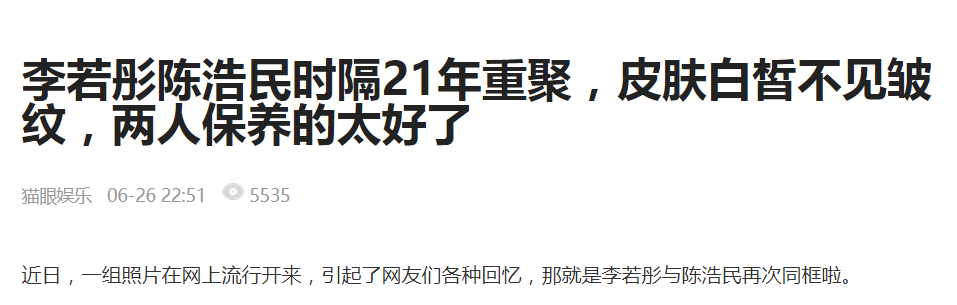 李若彤陈浩民时隔21年重聚，皮肤白皙不见皱
纹，两人保养的太好了
猫眼娱乐 06-26 22:51 5535
近日，一组照片在网上流行开来，引起了网友们各种回忆，那就是李若彤与陈浩民再次同框啦。